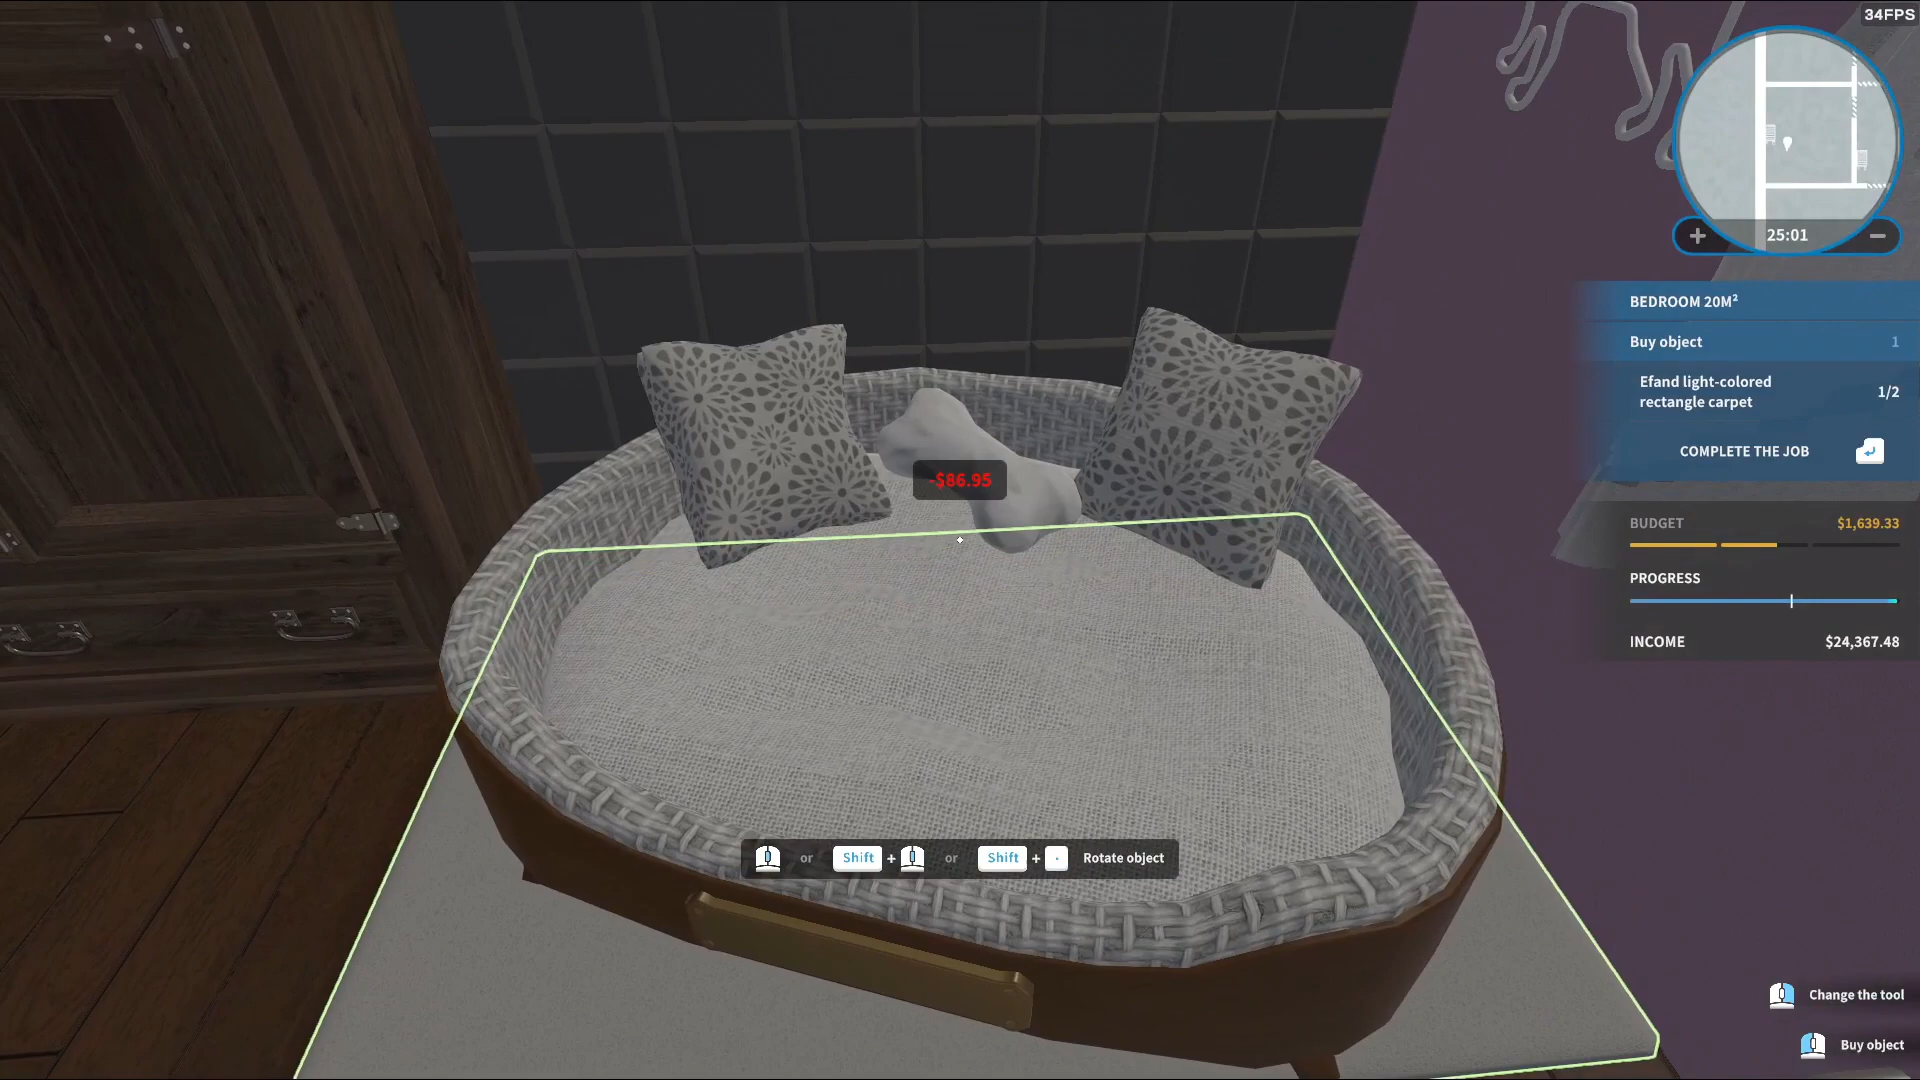 34FPS
25:01
BEDROOM 20M²
Buy object 1
Efand light-colored
rectangle carpet
1/2
COMPLETE THE JOB
-$86.95
BUDGET $1,639.33
PROGRESS
INCOME $24,367.48
or Shift + or Shift + . Rotate object
Change the tool
Buy object